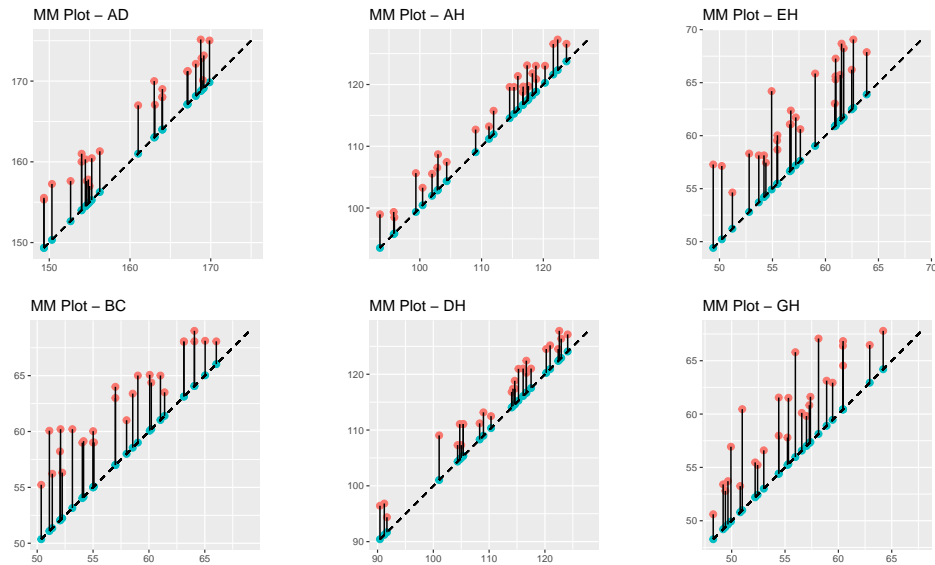 MM Plot – AD
170
160
150
150 160 170
MM Plot – AH
120
110
100
100 110 120
MM Plot – EH
70
65
60
55
50
50 55 60 65 70
MM Plot – BC
65
60
55
50
50 55 60 65
MM Plot – DH
120
110
100
90
90 100 110 120
MM Plot – GH
65
60
55
50
50 55 60 65